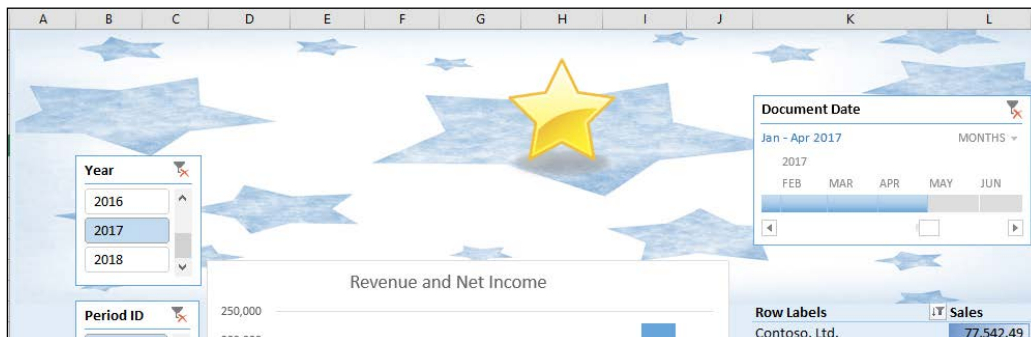 A B C D E F G H I J K L
Document Date
Jan - Apr 2017 MONTHS
2017
FEB MAR APR MAY JUN
Year
2016
2017
2018
Revenue and Net Income
250,000
Period ID
Row Labels Sales
Contoso, Ltd. 77,542.49